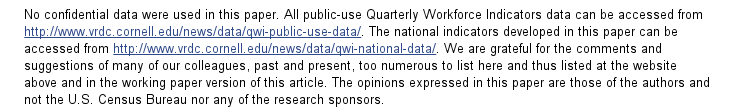 No confidential data were used in this paper. All public-use Quarterly Workforce Indicators data can be accessed from
http://www.vrdc.cornell.edu/news/data/qwi-public-use-data/. The national indicators developed in this paper can be
accessed from http://www.vrdc.cornell.edu/news/data/qwi-national-data/. We are grateful for the comments and
suggestions of many of our colleagues, past and present, too numerous to list here and thus listed at the website
above and in the working paper version of this article. The opinions expressed in this paper are those of the authors and
not the U.S. Census Bureau nor any of the research sponsors.